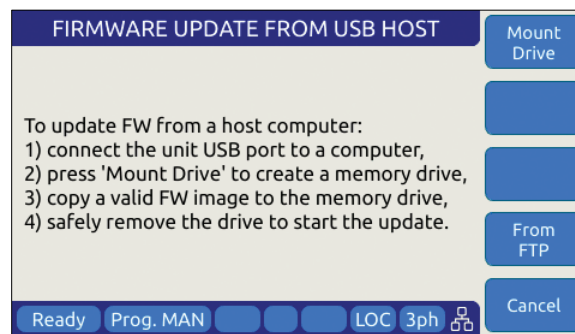 FIRMWARE UPDATE FROM USB HOST
Mount
Drive
To update FW from a host computer:
1) connect the unit USB port to a computer,
2) press 'Mount Drive' to create a memory drive,
3) copy a valid FW image to the memory drive,
4) safely remove the drive to start the update.
From
FTP
Cancel
Ready Prog. MAN LOC 3ph